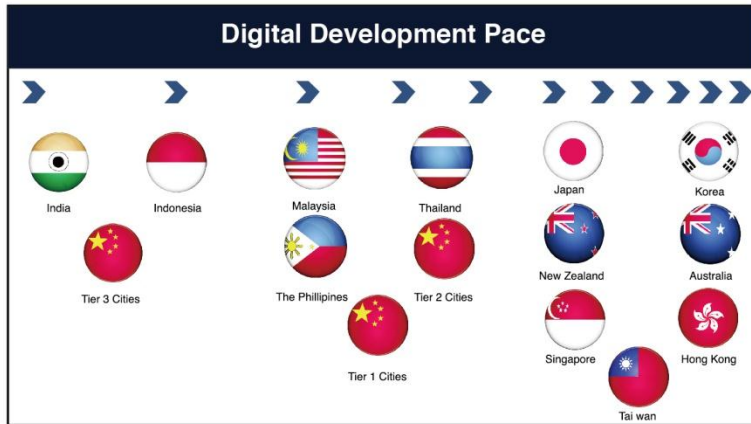 Digital Development Pace
India
Indonesia
Malaysia
Thailand
Japan
Korea
Tier 3 Cities
The Phillipines
Tier 2 Cities
New Zealand
Australia
Tier 1 Cities
Singapore
Hong Kong
Tai wan